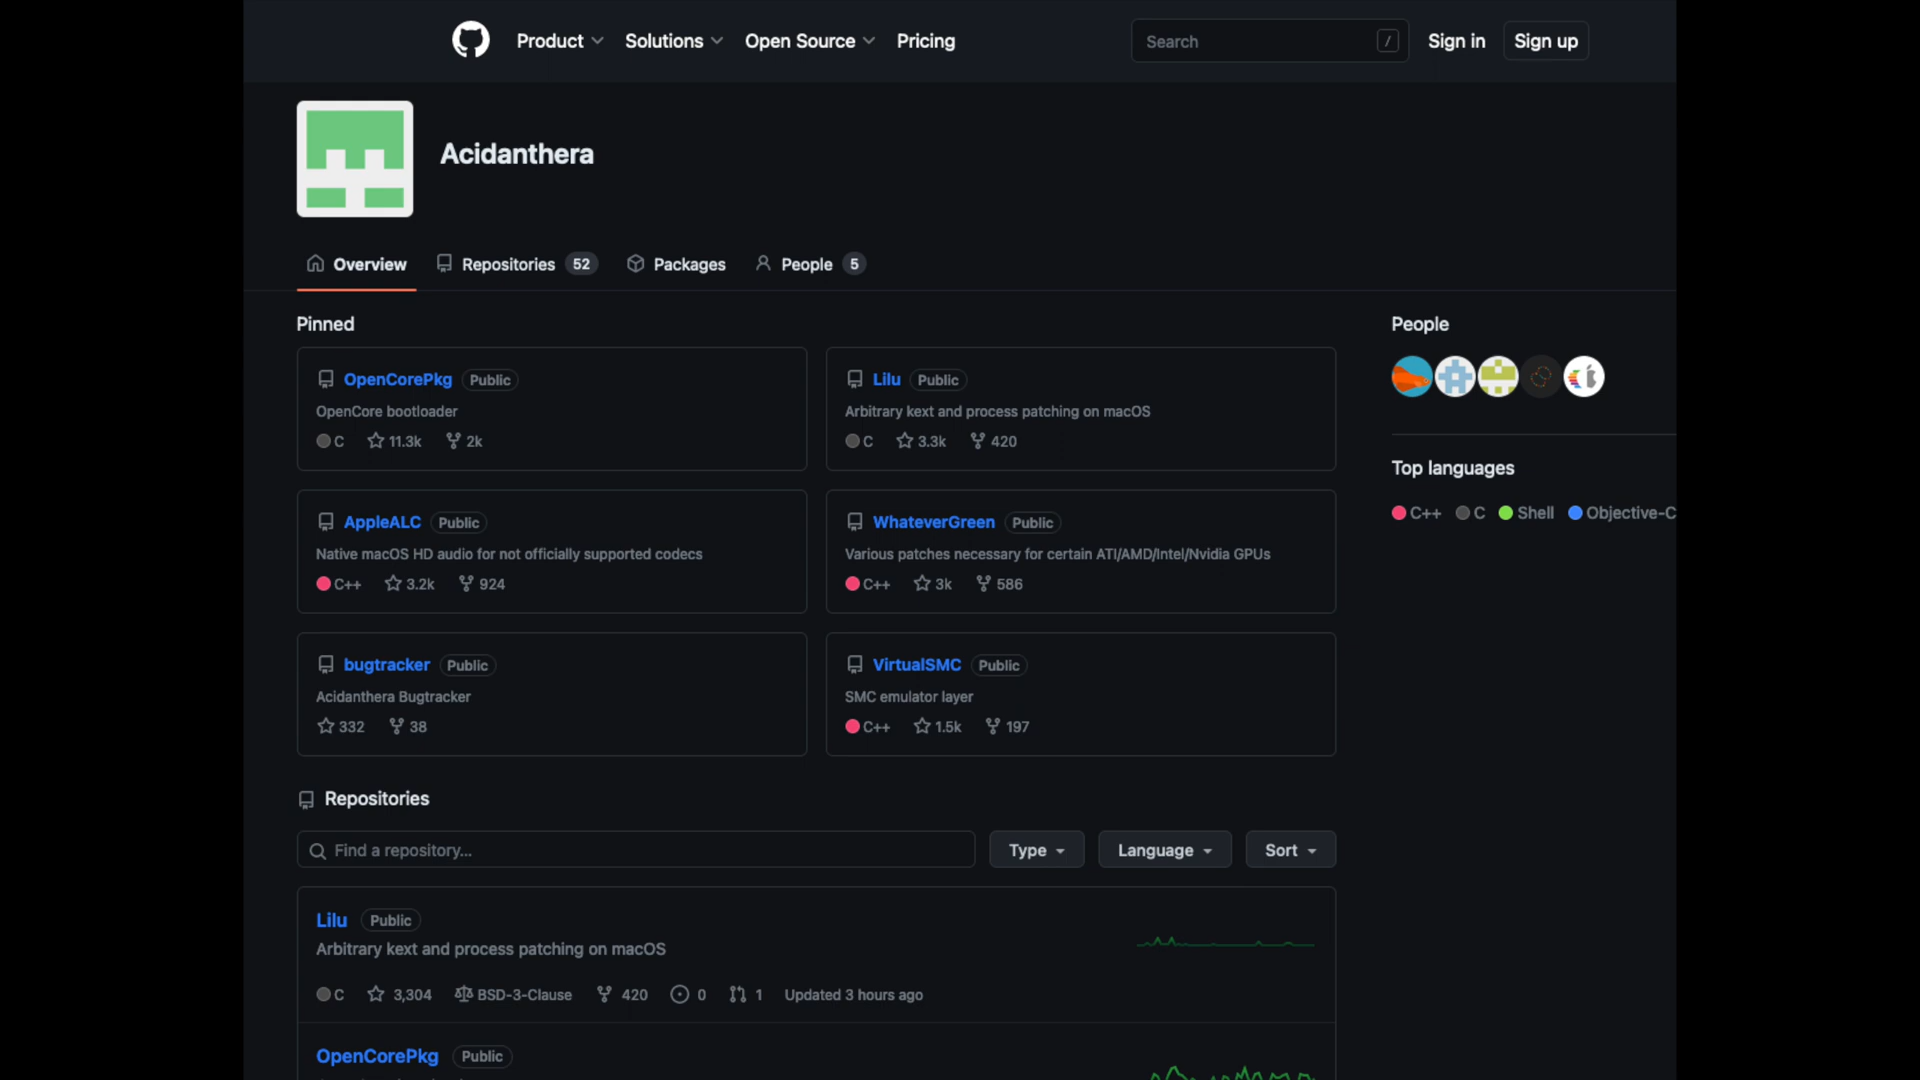 Product Solutions Open Source Pricing Search / Sign in Sign up
Acidanthera
Overview Repositories 52 Packages People 5
Pinned
OpenCorePkg Public
OpenCore bootloader
C 11.3k 2k
Lilu Public
Arbitrary kext and process patching on macOS
C 3.3k 420
AppleALC Public
Native macOS HD audio for not officially supported codecs
C++ 3.2k 924
WhateverGreen Public
Various patches necessary for certain ATI/AMD/Intel/Nvidia GPUs
C++ 3k 586
bugtracker Public
Acidanthera Bugtracker
332 38
VirtualSMC Public
SMC emulator layer
C++ 1.5k 197
People
Top languages
C++ C Shell Objective-C
Repositories
Find a repository... Type Language Sort
Lilu Public
Arbitrary kext and process patching on macOS
C 3,304 BSD-3-Clause 420 0 1 Updated 3 hours ago
OpenCorePkg Public